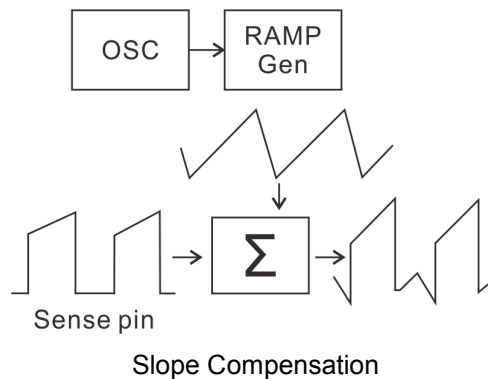 OSC
RAMP
Gen
Σ
Sense pin
Slope Compensation